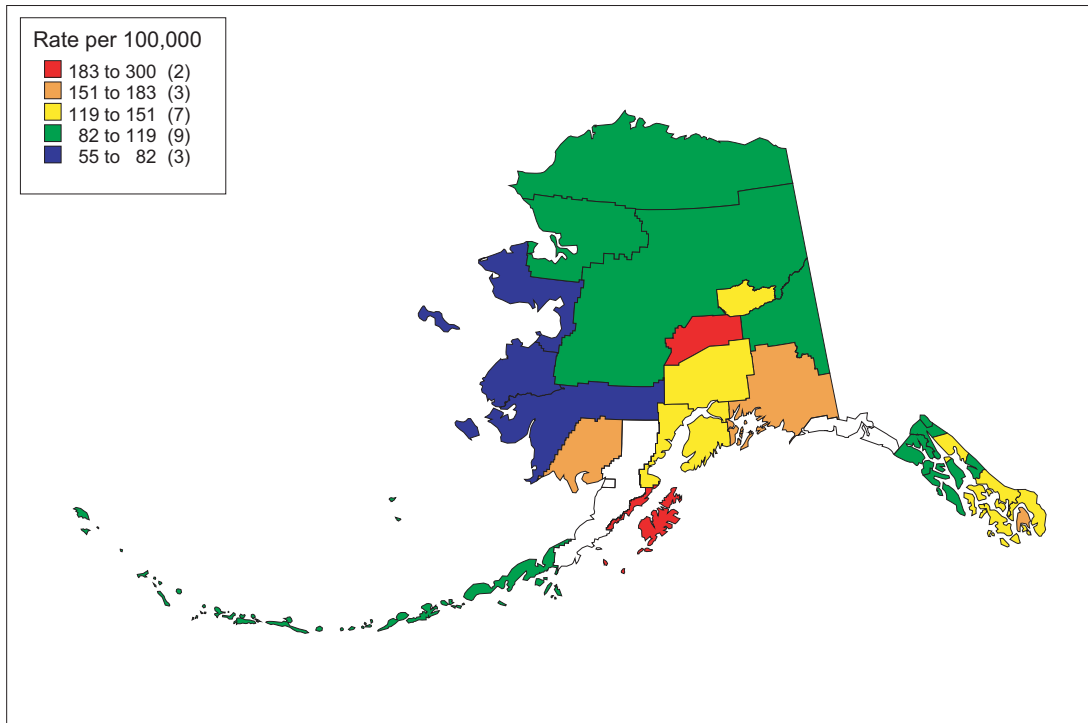 Rate per 100,000
183 to 300 (2)
151 to 183 (3)
119 to 151 (7)
82 to 119 (9)
55 to 82 (3)